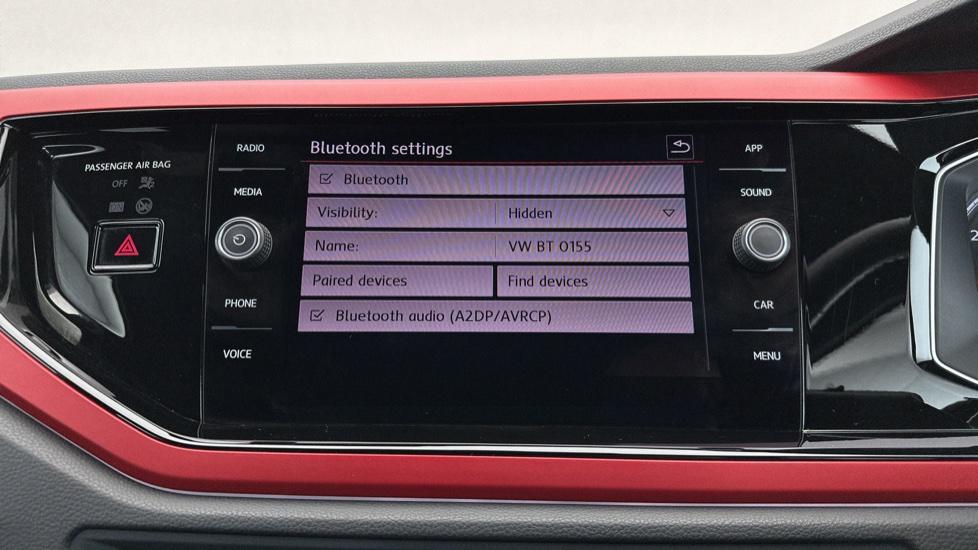 PASSENGER AIR BAG
OFF
RADIO
MEDIA
PHONE
VOICE
Bluetooth settings
Bluetooth
Visibility: Hidden
Name: VW BT 0155
Paired devices Find devices
Bluetooth audio (A2DP/AVRCP)
APP
SOUND
CAR
MENU
2